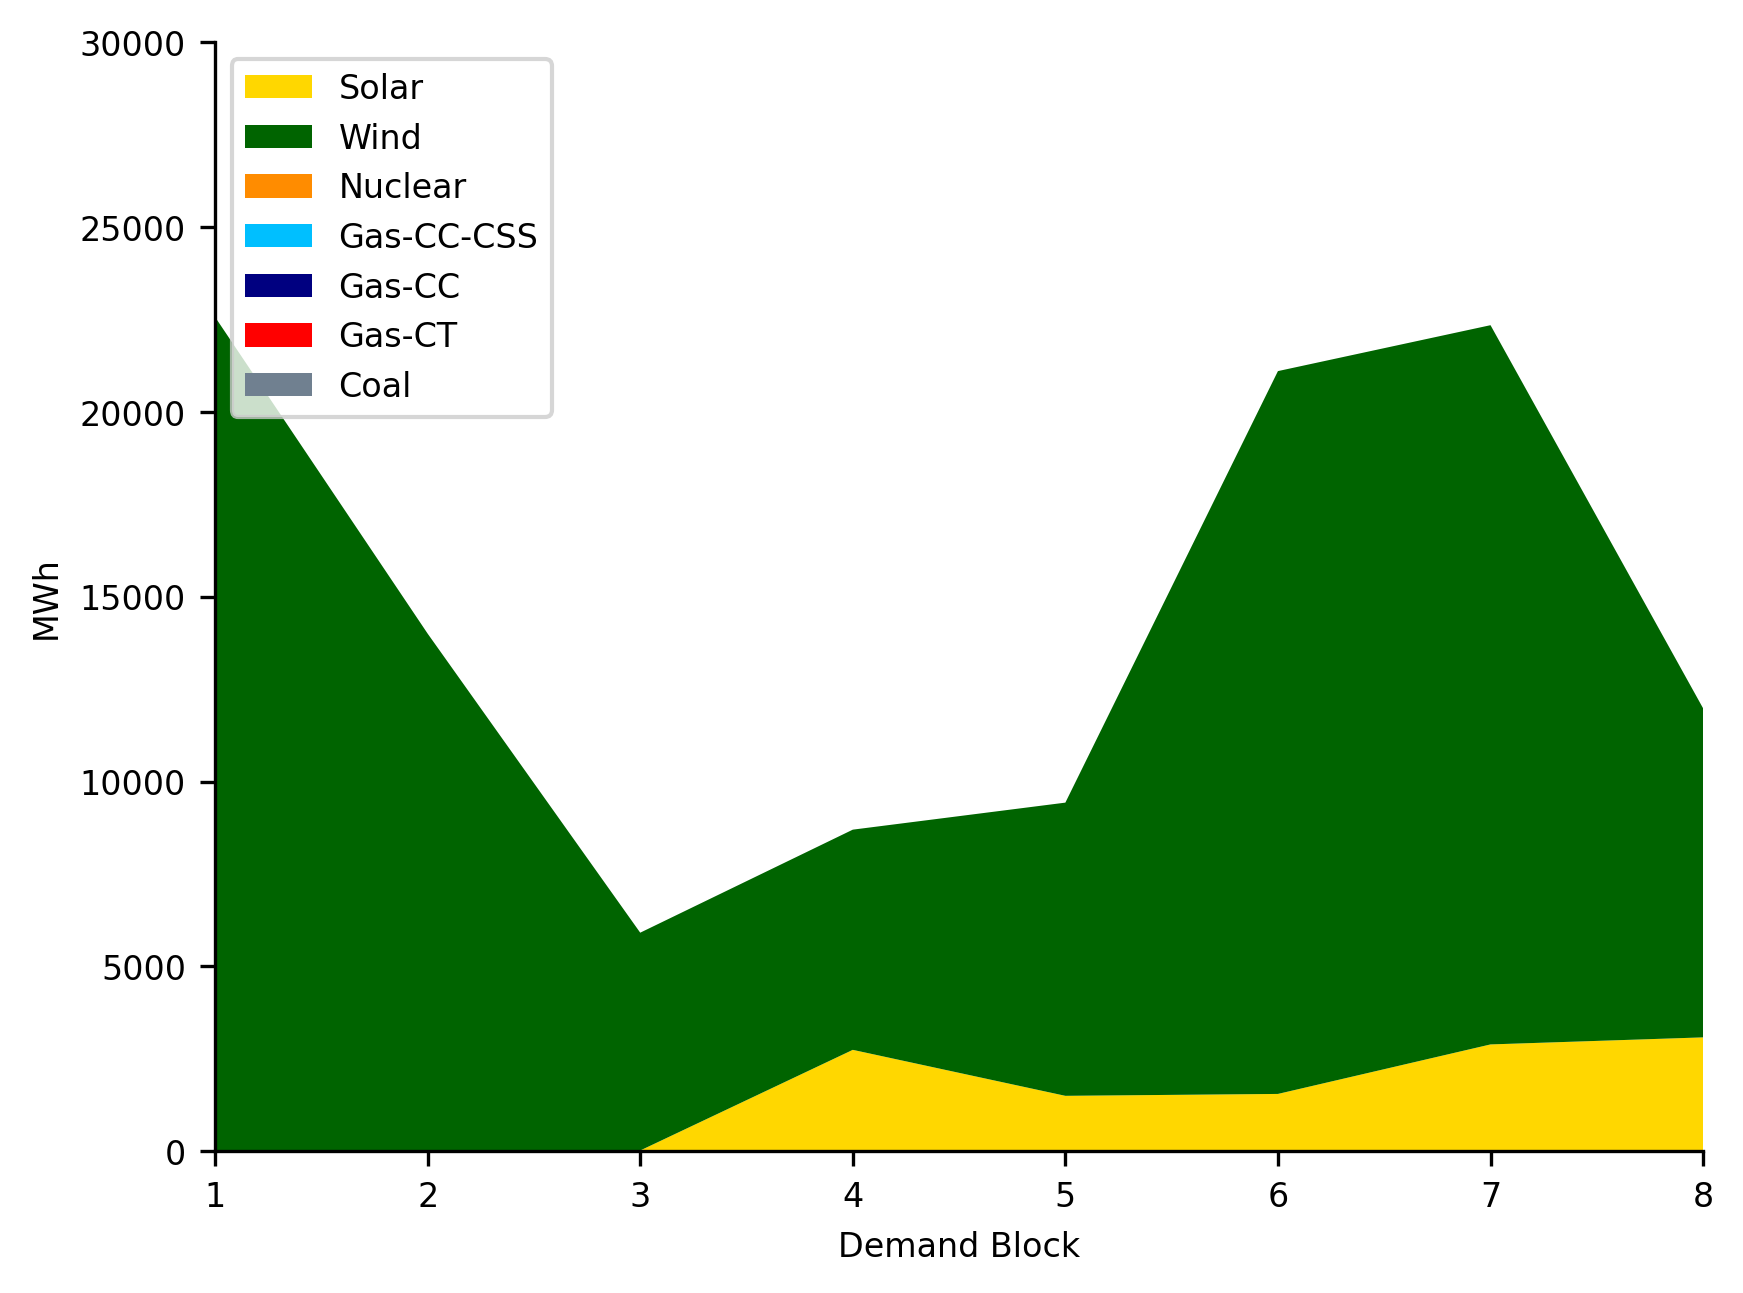 30000
25000
20000
15000
10000
5000
0
MWh
Solar
Wind
Nuclear
Gas-CC-CSS
Gas-CC
Gas-CT
Coal
1 2 3 4 5 6 7 8
Demand Block